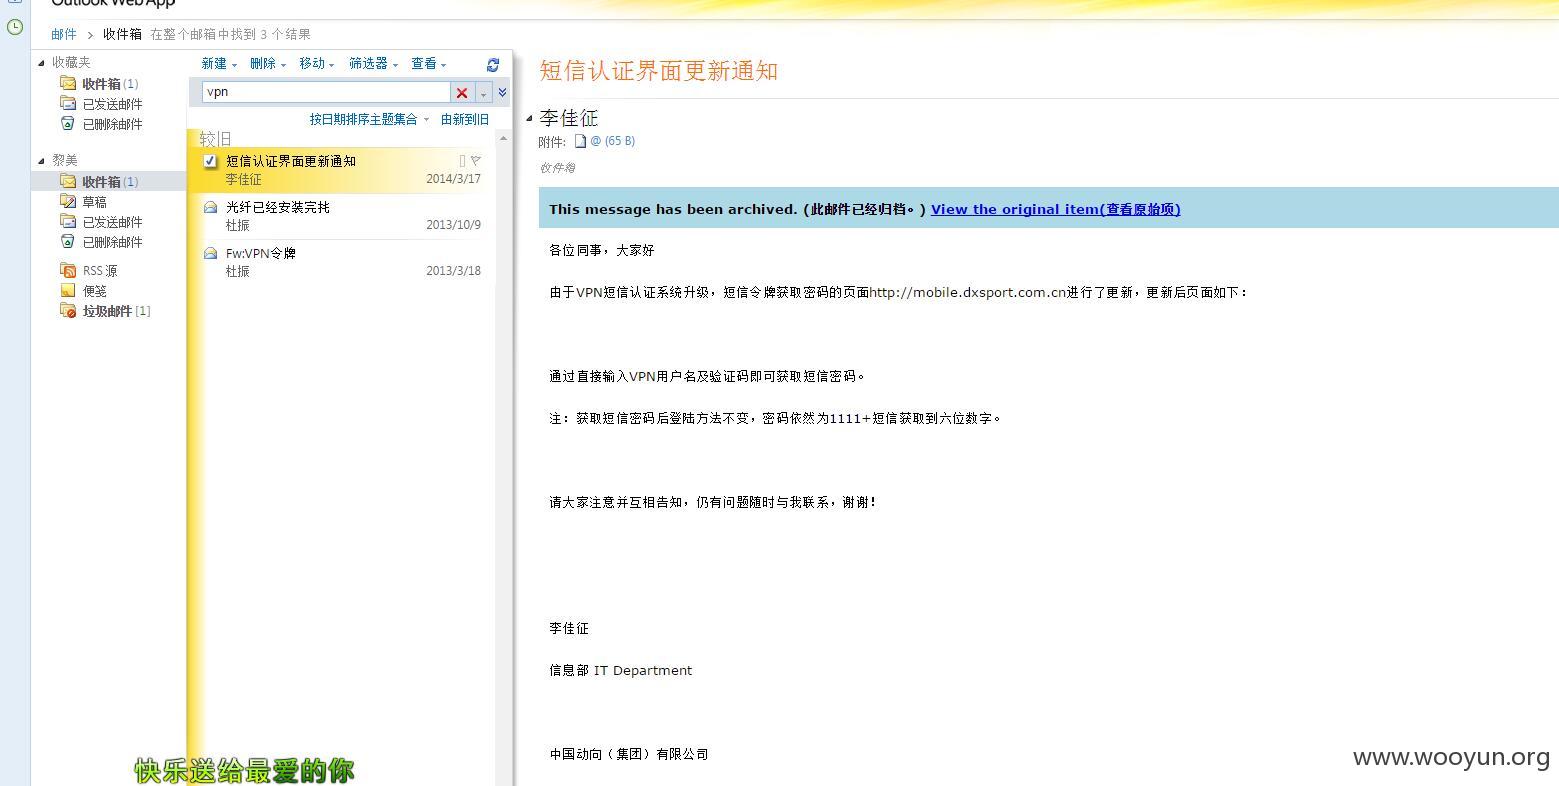 Outlook Web App
邮件 > 收件箱 在整个邮箱中找到 3 个结果
收藏夹
收件箱 (1)
已发送邮件
已删除邮件
黎美
收件箱 (1)
草稿
已发送邮件
已删除邮件
RSS 源
便笺
垃圾邮件 [1]
新建 删除 移动 筛选器 查看
vpn
按日期排序主题集合 由新到旧
较旧
短信认证界面更新通知
李佳征 2014/3/17
光纤已经安装完毕
杜振 2013/10/9
Fw:VPN令牌
杜振 2013/3/18
短信认证界面更新通知
李佳征
附件: @ (65 B)
收件箱
This message has been archived. (此邮件已经归档。) View the original item(查看原始项)
各位同事，大家好
由于VPN短信认证系统升级，短信令牌获取密码的页面http://mobile.dxsport.com.cn进行了更新，更新后页面如下：
通过直接输入VPN用户名及验证码即可获取短信密码。
注：获取短信密码后登陆方法不变，密码依然为1111+短信获取到六位数字。
请大家注意并互相告知，仍有问题随时与我联系，谢谢！
李佳征
信息部 IT Department
中国动向（集团）有限公司
快乐送给最爱的你
www.wooyun.org